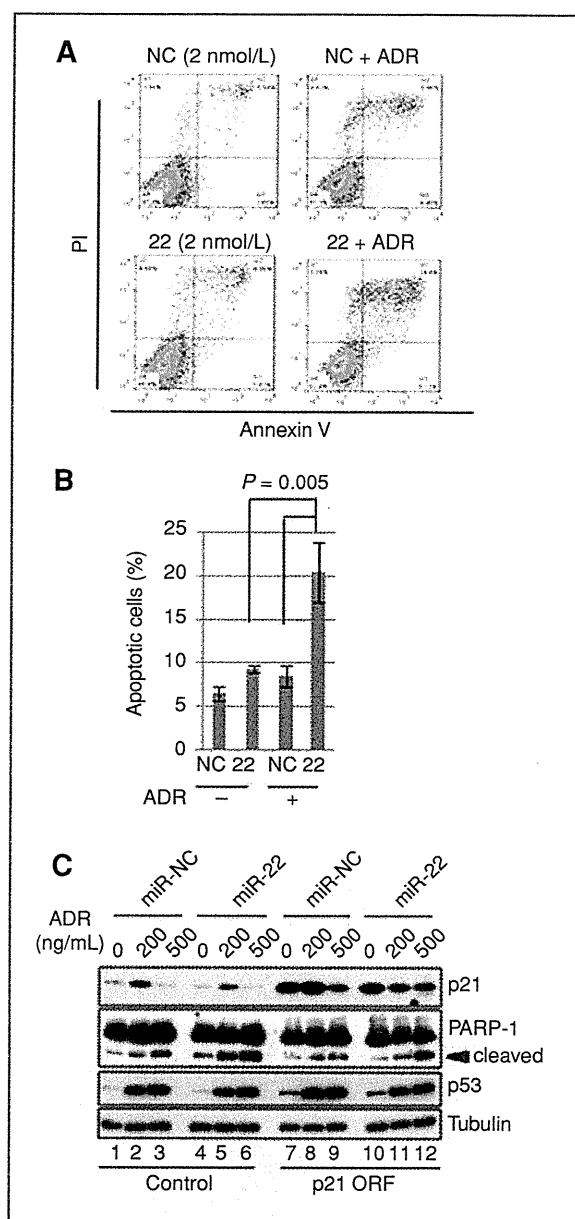 A
NC (2 nmol/L) NC + ADR
22 (2 nmol/L) 22 + ADR
PI
Annexin V
B
P = 0.005
Apoptotic cells (%)
25
20
15
10
5
0
NC 22 NC 22
ADR − +
C
miR-NC miR-22 miR-NC miR-22
ADR
(ng/mL) 0 200 500 0 200 500 0 200 500 0 200 500
p21
PARP-1
cleaved
p53
Tubulin
1 2 3 4 5 6 7 8 9 10 11 12
Control p21 ORF